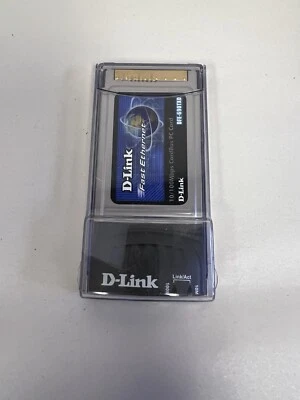 D-Link
Fast Ethernet
DFE-690TXD
10/100Mbps CardBus PC Card
D-Link
D-Link
Link/Act